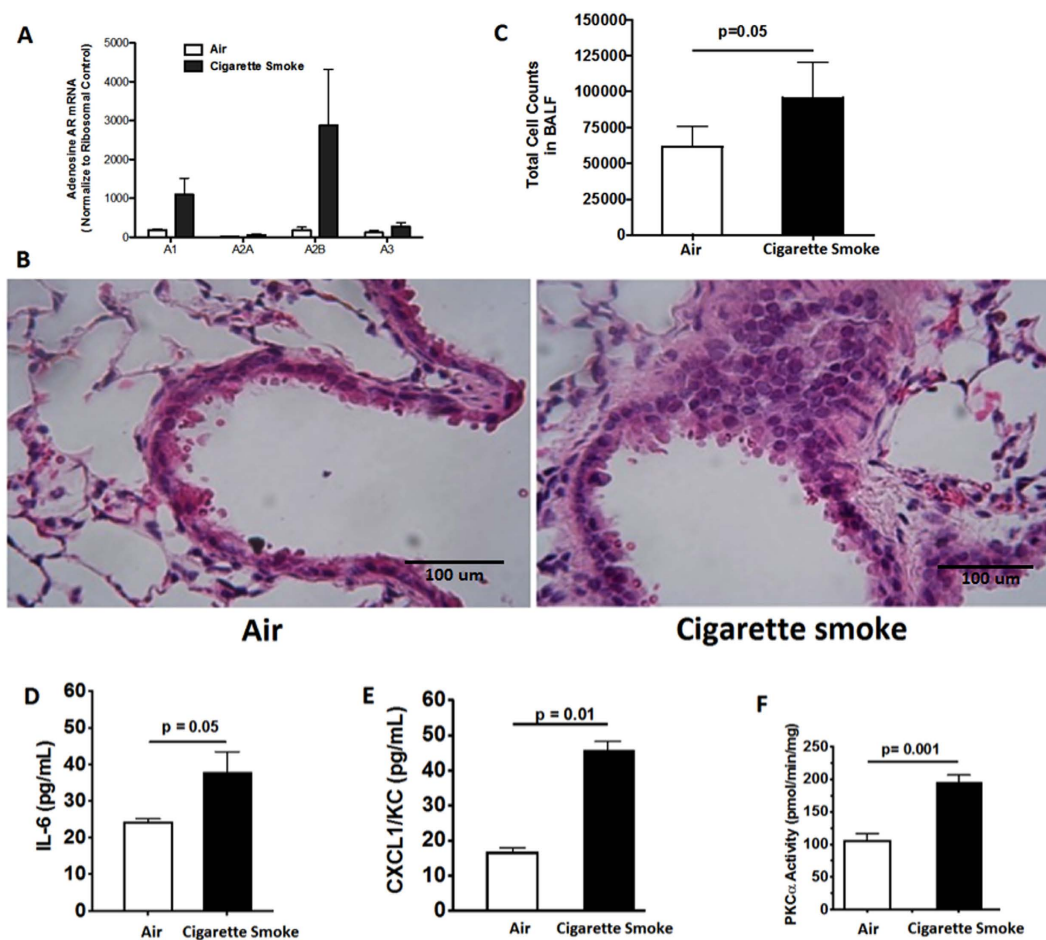 A
Adenosine AR mRNA
( Normalize to Ribosomal Control)
5000
4000
3000
2000
1000
0
Air
Cigarette Smoke
A1
A2A
A2B
A3
C
Total Cell Counts
in BALF
150000
125000
100000
75000
50000
25000
0
p=0.05
Air
Cigarette Smoke
B
100 um
100 um
Air
Cigarette smoke
D
IL-6 (pg/mL)
60
50
40
30
20
10
0
p = 0.05
Air
Cigarette Smoke
E
CXCL1/KC (pg/mL)
60
50
40
30
20
10
0
p = 0.01
Air
Cigarette Smoke
F
PKCα Activity (pmol/min/mg)
250
200
150
100
50
0
p= 0.001
Air
Cigarette Smoke